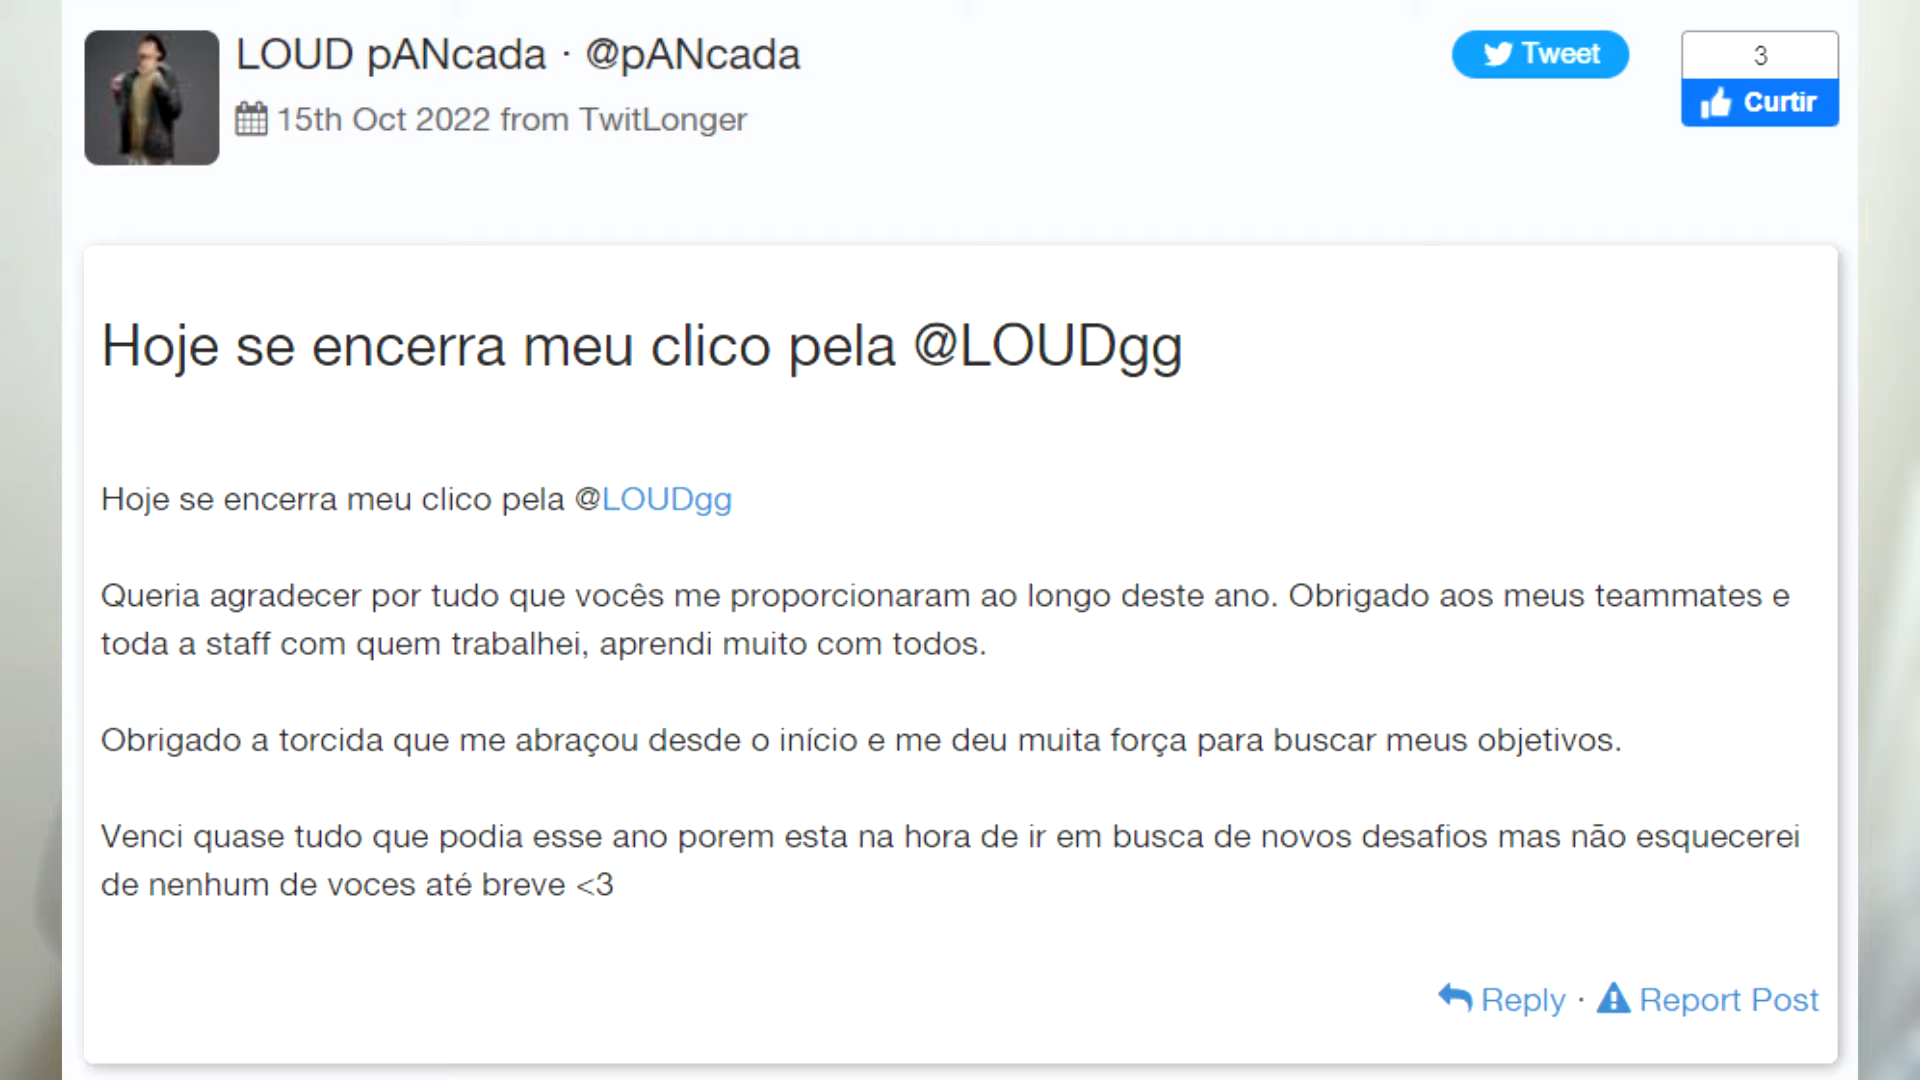 LOUD pANcada · @pANcada
15th Oct 2022 from TwitLonger
Tweet
3
Curtir
Hoje se encerra meu clico pela @LOUDgg
Hoje se encerra meu clico pela @LOUDgg
Queria agradecer por tudo que vocês me proporcionaram ao longo deste ano. Obrigado aos meus teammates e
toda a staff com quem trabalhei, aprendi muito com todos.
Obrigado a torcida que me abraçou desde o início e me deu muita força para buscar meus objetivos.
Venci quase tudo que podia esse ano porem esta na hora de ir em busca de novos desafios mas não esquecerei
de nenhum de voces até breve <3
Reply · Report Post